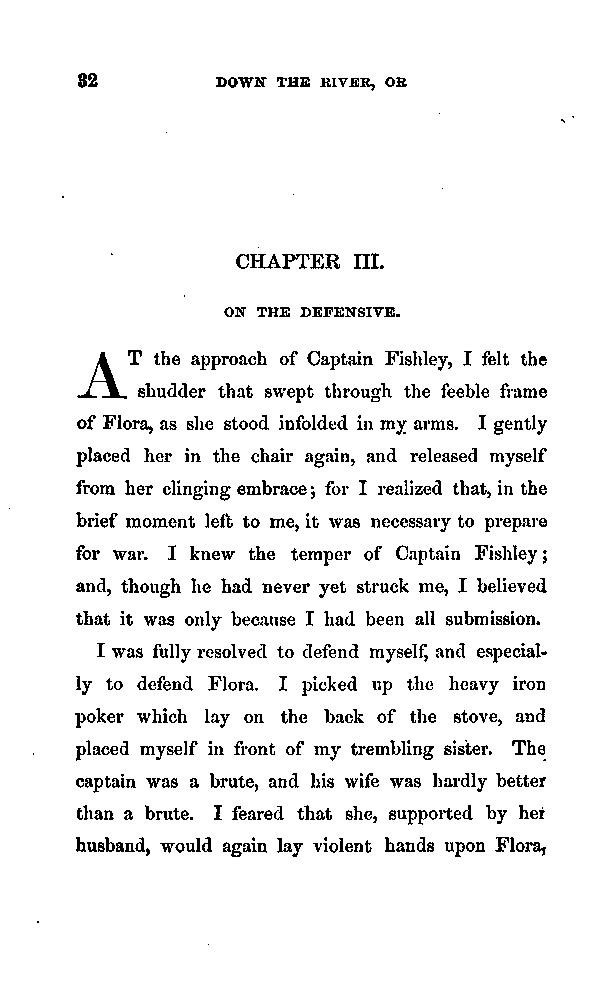 32 DOWN THE RIVER, OR
CHAPTER III.
ON THE DEFENSIVE.
AT the approach of Captain Fishley, I felt the
shudder that swept through the feeble frame
of Flora, as she stood infolded in my arms. I gently
placed her in the chair again, and released myself
from her clinging embrace; for I realized that, in the
brief moment left to me, it was necessary to prepare
for war. I knew the temper of Captain Fishley;
and, though he had never yet struck me, I believed
that it was only because I had been all submission.
I was fully resolved to defend myself, and especial-
ly to defend Flora. I picked up the heavy iron
poker which lay on the back of the stove, and
placed myself in front of my trembling sister. The
captain was a brute, and his wife was hardly better
than a brute. I feared that she, supported by her
husband, would again lay violent hands upon Flora,